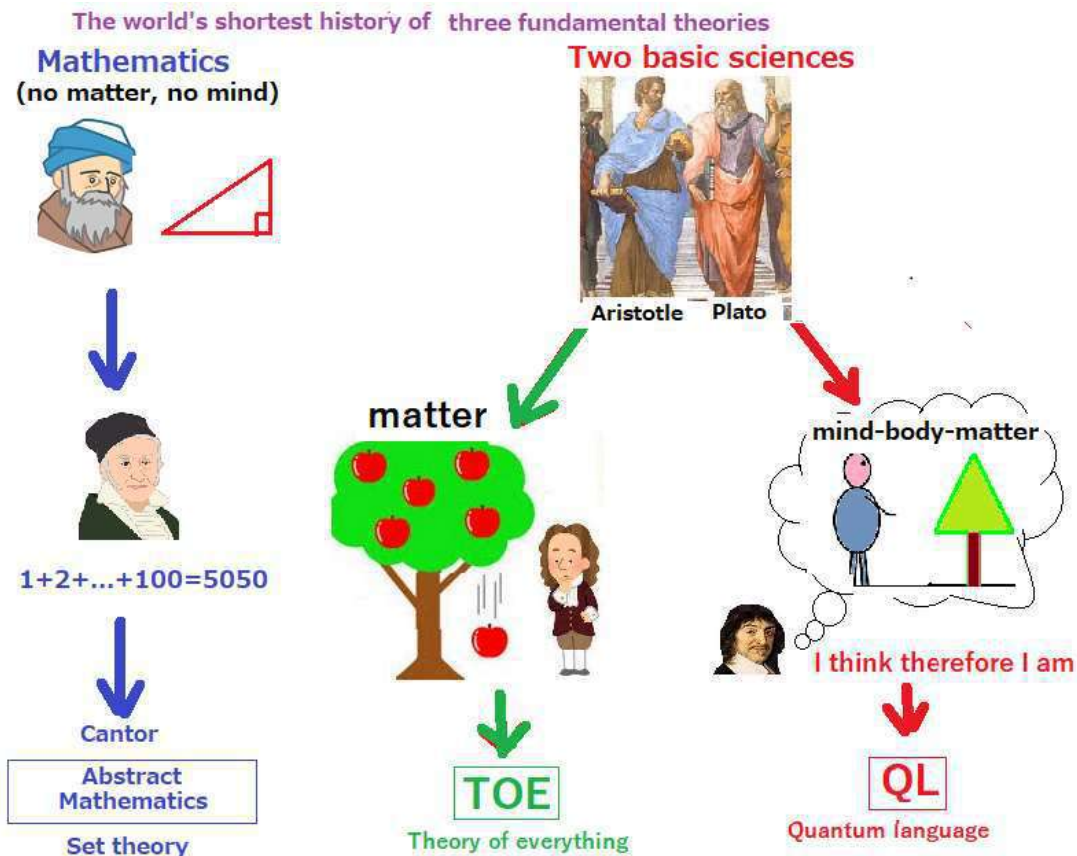 The world's shortest history of three fundamental theories
Mathematics
(no matter, no mind)
1+2+...+100=5050
Cantor
Abstract
Mathematics
Set theory
Two basic sciences
Aristotle Plato
matter
TOE
Theory of everything
mind-body-matter
I think therefore I am
QL
Quantum language